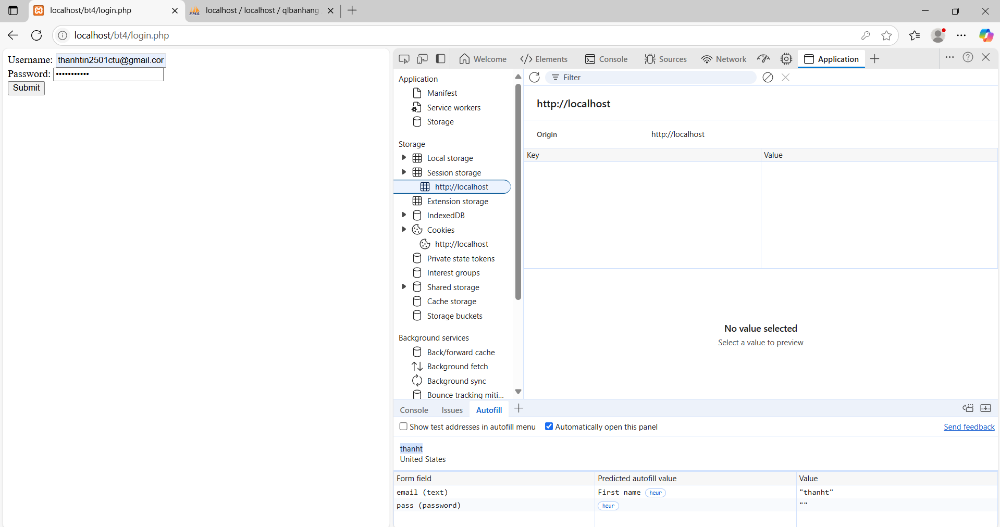 localhost/bt4/login.php
PMA
localhost / localhost / qlbanhang
localhost/bt4/login.php
Username: thanhtin2501ctu@gmail.cor
Password: •••••••••••
Submit
Welcome
Elements
Console
Sources
Network
Application
Application
Manifest
Service workers
Storage
Storage
Local storage
Session storage
http://localhost
Extension storage
IndexedDB
Cookies
http://localhost
Private state tokens
Interest groups
Shared storage
Cache storage
Storage buckets
Background services
Back/forward cache
Background fetch
Background sync
Bounce tracking miti...
Filter
http://localhost
Origin http://localhost
Key Value
No value selected
Select a value to preview
Console Issues Autofill
Show test addresses in autofill menu Automatically open this panel Send feedback
thanht
United States
Form field Predicted autofill value Value
email (text) First name heur "thanht"
pass (password) heur ""